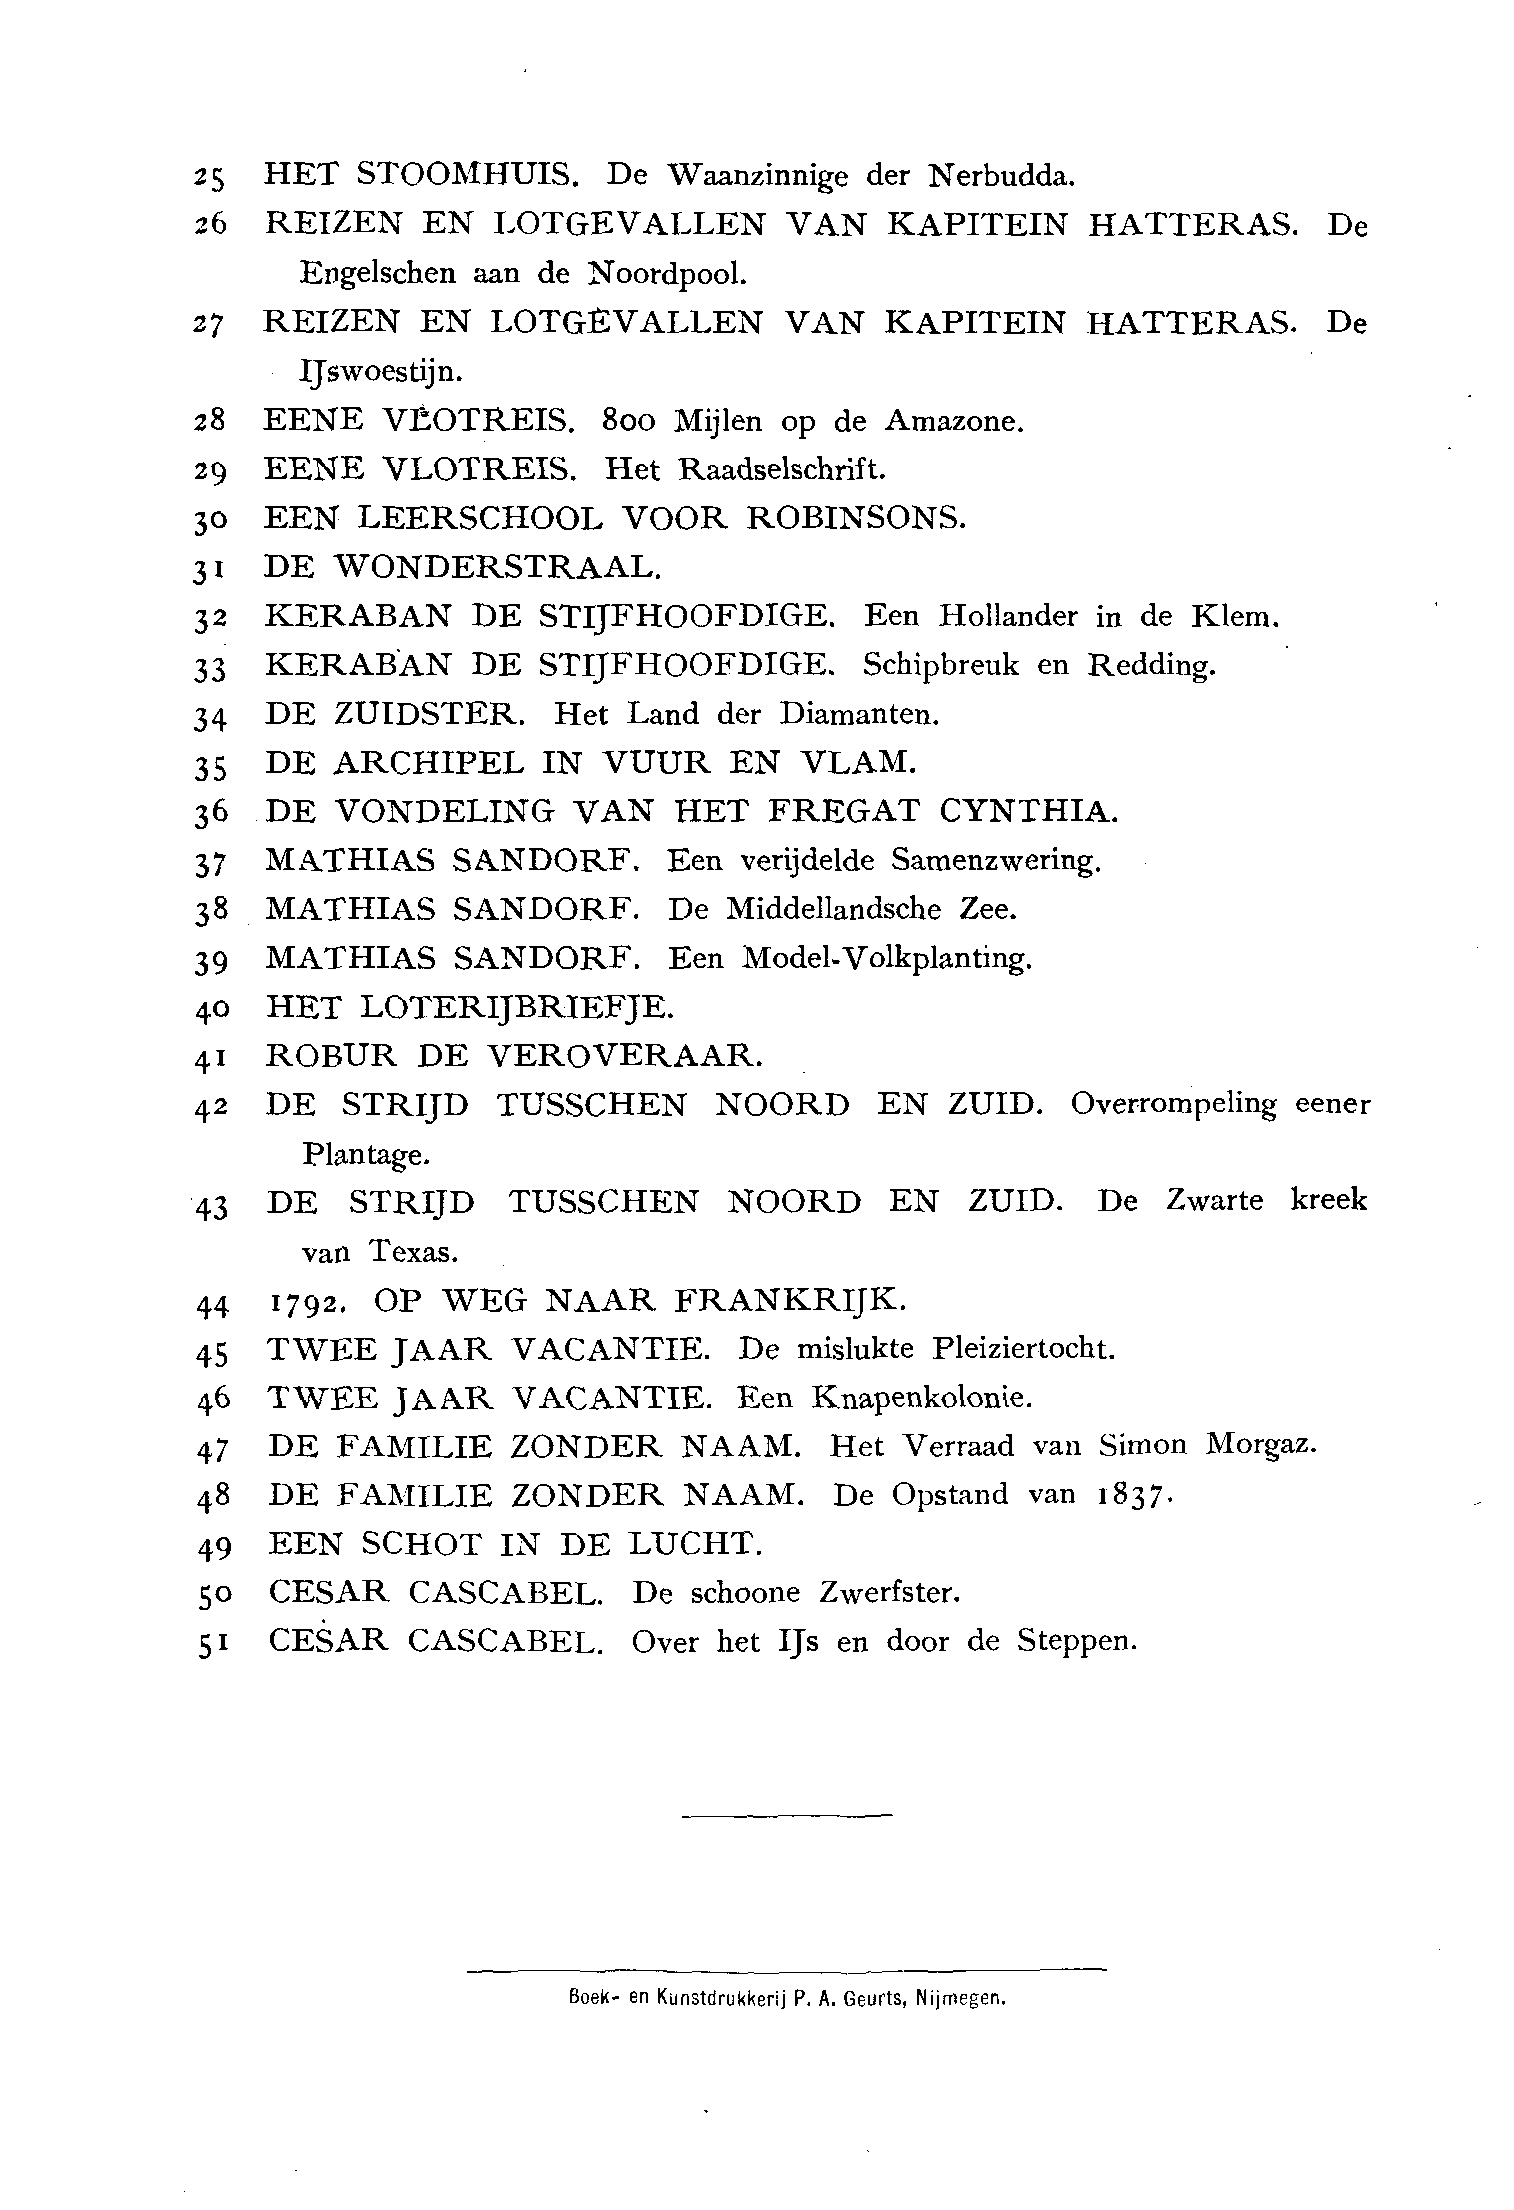 25 HET STOOMHUIS. De Waanzinnige der Nerbudda.
26 REIZEN EN LOTGEVALLEN VAN KAPITEIN HATTERAS. De
Engelschen aan de Noordpool.
27 REIZEN EN LOTGEVALLEN VAN KAPITEIN HATTERAS. De
IJswoestijn.
28 EENE VLOTREIS. 800 Mijlen op de Amazone.
29 EENE VLOTREIS. Het Raadselschrift.
30 EEN LEERSCHOOL VOOR ROBINSONS.
31 DE WONDERSTRAAL.
32 KERABAN DE STIJFHOOFDIGE. Een Hollander in de Klem.
33 KERABAN DE STIJFHOOFDIGE. Schipbreuk en Redding.
34 DE ZUIDSTER. Het Land der Diamanten.
35 DE ARCHIPEL IN VUUR EN VLAM.
36 DE VONDELING VAN HET FREGAT CYNTHIA.
37 MATHIAS SANDORF. Een verijdelde Samenzwering.
38 MATHIAS SANDORF. De Middellandsche Zee.
39 MATHIAS SANDORF. Een Model-Volkplanting.
40 HET LOTERIJBRIEFJE.
41 ROBUR DE VEROVERAAR.
42 DE STRIJD TUSSCHEN NOORD EN ZUID. Overrompeling eener
Plantage.
43 DE STRIJD TUSSCHEN NOORD EN ZUID. De Zwarte kreek
van Texas.
44 1792. OP WEG NAAR FRANKRIJK.
45 TWEE JAAR VACANTIE. De mislukte Pleiziertocht.
46 TWEE JAAR VACANTIE. Een Knapenkolonie.
47 DE FAMILIE ZONDER NAAM. Het Verraad van Simon Morgaz.
48 DE FAMILIE ZONDER NAAM. De Opstand van 1837.
49 EEN SCHOT IN DE LUCHT.
50 CESAR CASCABEL. De schoone Zwerfster.
51 CESAR CASCABEL. Over het IJs en door de Steppen.
Boek- en Kunstdrukkerij P. A. Geurts, Nijmegen.